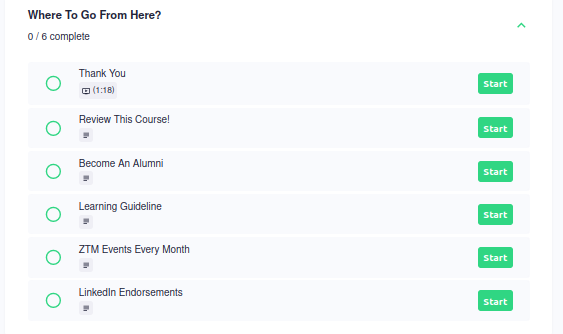 Where To Go From Here?
0 / 6 complete
Thank You
(1:18)
Start
Review This Course!
Start
Become An Alumni
Start
Learning Guideline
Start
ZTM Events Every Month
Start
LinkedIn Endorsements
Start